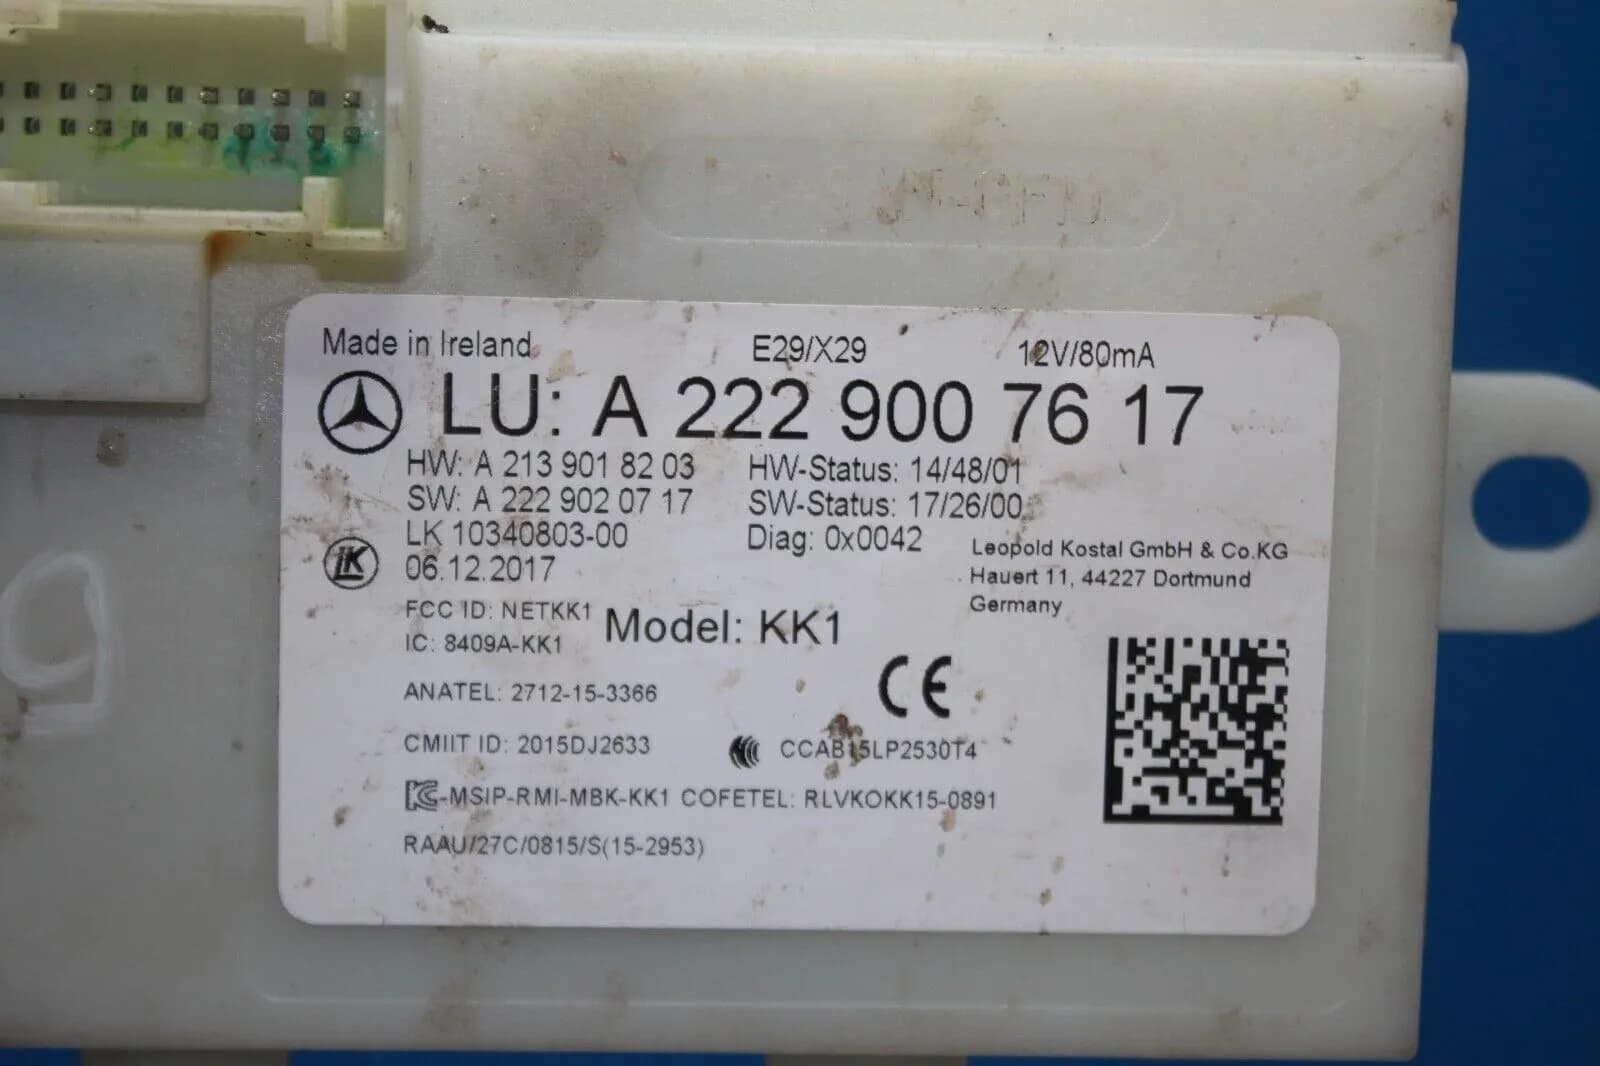 Made in Ireland E29/X29 12V/80mA
LU: A 222 900 76 17
HW: A 213 901 82 03 HW-Status: 14/48/01
SW: A 222 902 07 17 SW-Status: 17/26/00
LK 10340803-00 Diag: 0x0042
LK 06.12.2017
Leopold Kostal GmbH & Co.KG
Hauert 11, 44227 Dortmund
Germany
FCC ID: NETKK1
IC: 8409A-KK1
Model: KK1
ANATEL: 2712-15-3366
CE
CMIIT ID: 2015DJ2633 CCAB15LP2530T4
KC-MSIP-RMI-MBK-KK1 COFETEL: RLVKOKK15-0891
RAAU/27C/0815/S(15-2953)
9